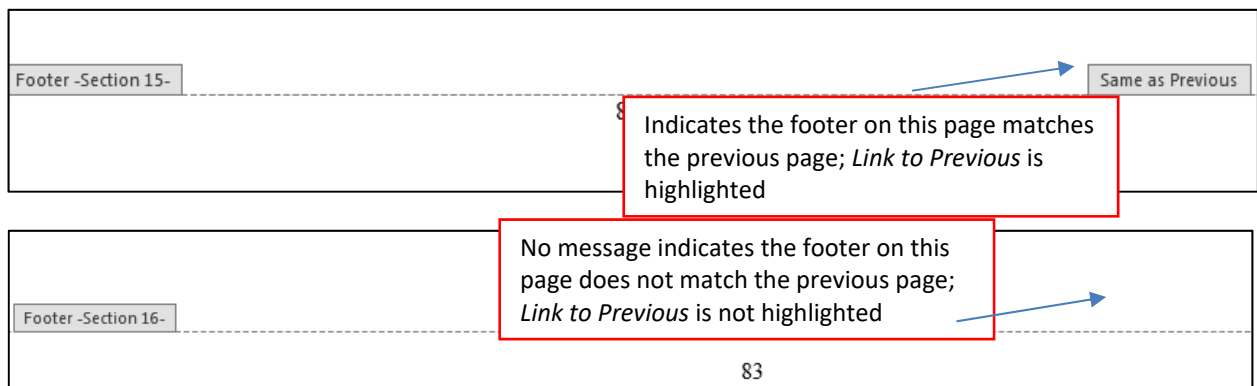 Footer -Section 15-
Same as Previous
8
Indicates the footer on this page matches
the previous page; Link to Previous is
highlighted
No message indicates the footer on this
page does not match the previous page;
Link to Previous is not highlighted
Footer -Section 16-
83